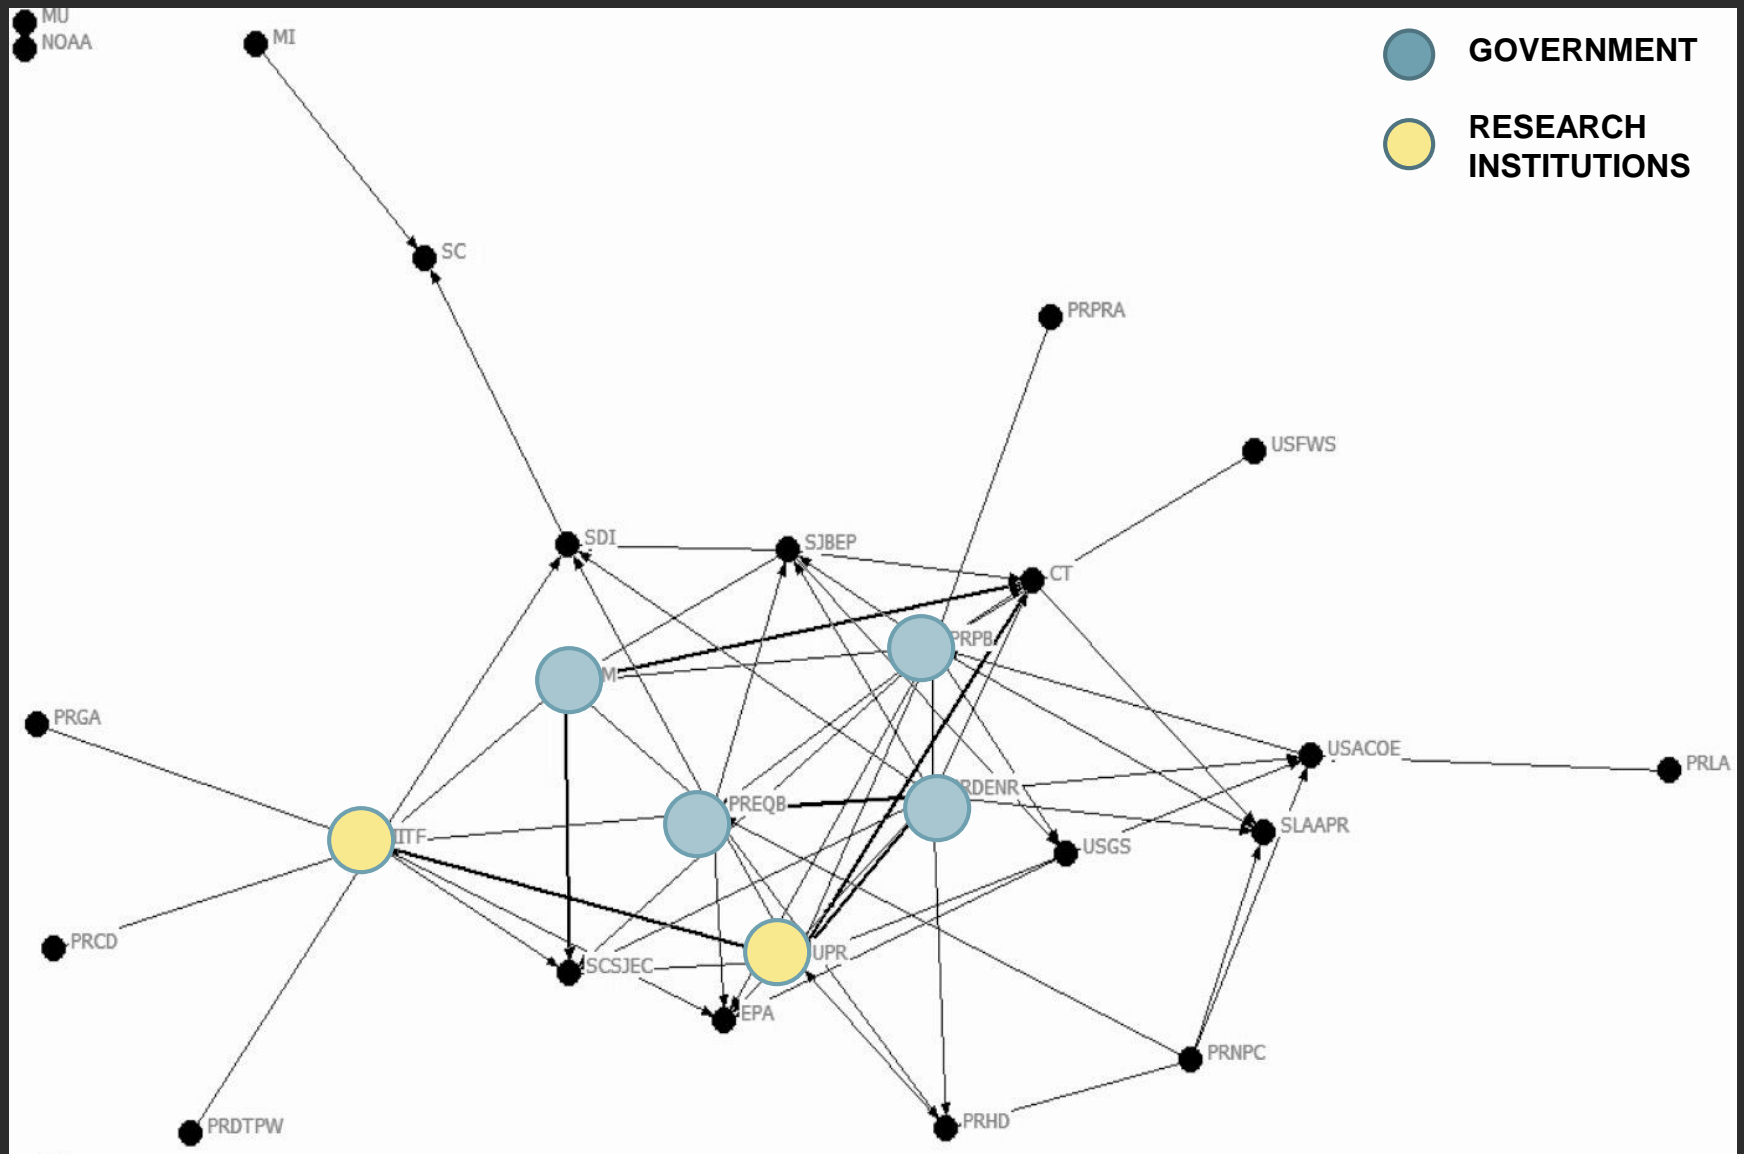 MU
NOAA
MI
GOVERNMENT
RESEARCH
INSTITUTIONS
SC
PRPRA
USFWS
SDI
SJBEP
CT
PRPB
M
PRGA
USACOE
PRLA
RDENR
PREQB
SLAAPR
IITF
USGS
PRCD
SCSJEC
UPR
EPA
PRNPC
PRHD
PRDTPW